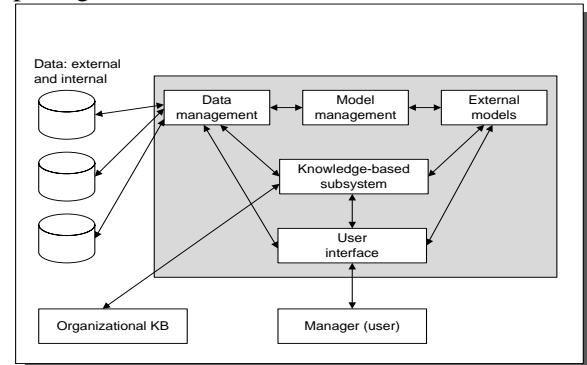 Data: external
and internal
Data
management
Model
management
External
models
Knowledge-based
subsystem
User
interface
Organizational KB
Manager (user)